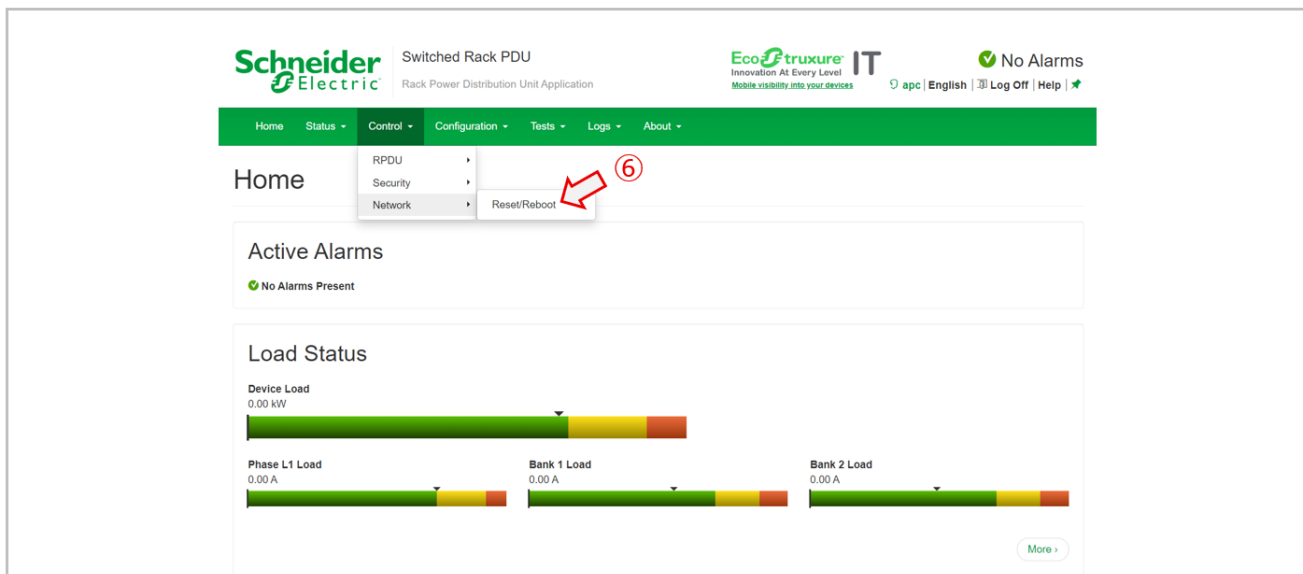 Schneider Electric
Switched Rack PDU
Rack Power Distribution Unit Application
EcoStruxure IT
Innovation At Every Level
Mobile visibility into your devices
No Alarms
apc | English | Log Off | Help |
Home Status Control Configuration Tests Logs About
RPDU
Security
Network
Reset/Reboot
⑥
Home
Active Alarms
No Alarms Present
Load Status
Device Load
0.00 kW
Phase L1 Load
0.00 A
Bank 1 Load
0.00 A
Bank 2 Load
0.00 A
More ›